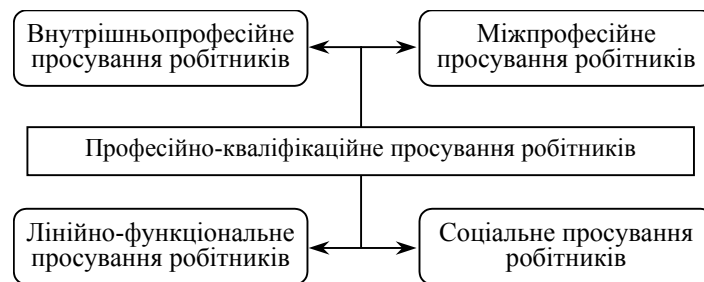 Внутрішньопрофесійне
просування робітників
Міжпрофесійне
просування робітників
Професійно-кваліфікаційне просування робітників
Лінійно-функціональне
просування робітників
Соціальне просування
робітників